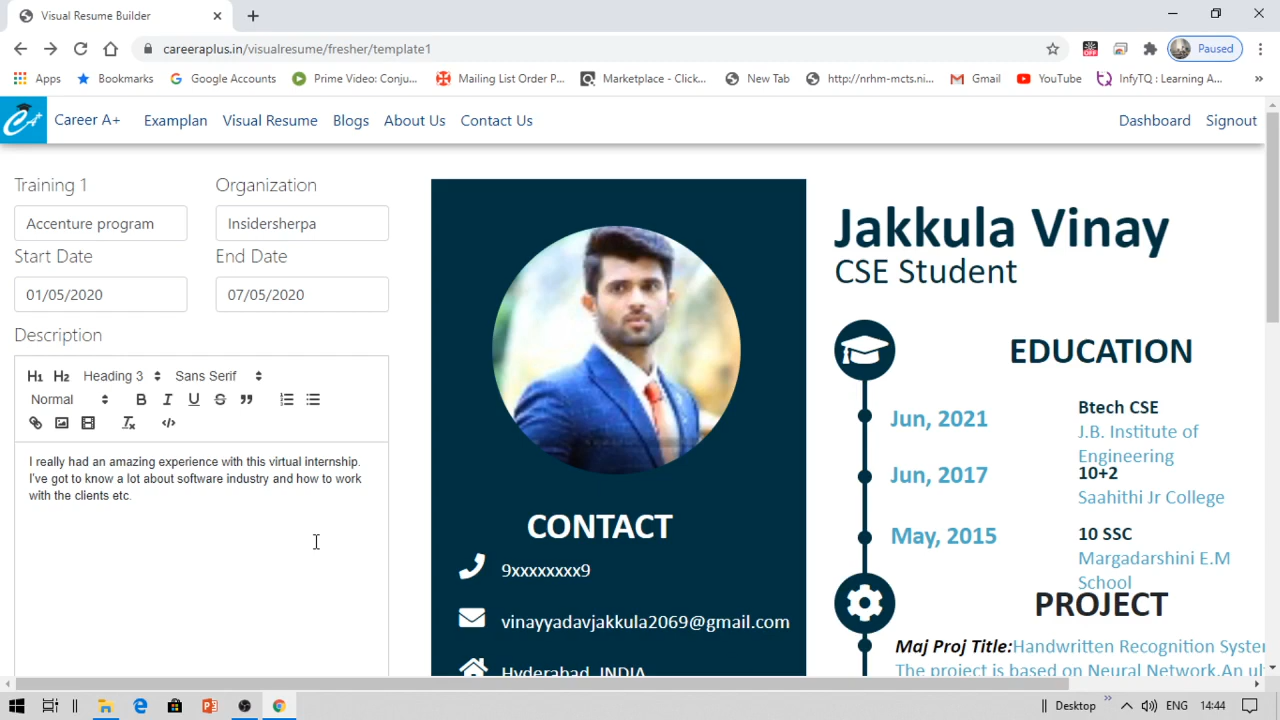 Visual Resume Builder
careeraplus.in/visualresume/fresher/template1
Paused
Apps Bookmarks Google Accounts Prime Video: Conju... Mailing List Order P... Marketplace - Click... New Tab http://nrhm-mcts.ni... Gmail YouTube InfyTQ : Learning A... »
Career A+ Examplan Visual Resume Blogs About Us Contact Us Dashboard Signout
Training 1 Organization
Accenture program Insidersherpa
Start Date End Date
01/05/2020 07/05/2020
Description
H1 H2 Heading 3 Sans Serif
Normal B I U S
I really had an amazing experience with this virtual internship.
I've got to know a lot about software industry and how to work
with the clients etc.
CONTACT
9xxxxxxxx9
vinayyadavjakkula2069@gmail.com
Hyderabad, INDIA
Jakkula Vinay
CSE Student
EDUCATION
Jun, 2021 Btech CSE
J.B. Institute of
Engineering
Jun, 2017 10+2
Saahithi Jr College
May, 2015 10 SSC
Margadarshini E.M
School
PROJECT
Maj Proj Title:Handwritten Recognition Syste
The project is based on Neural Network.An ul
Desktop » ENG 14:44